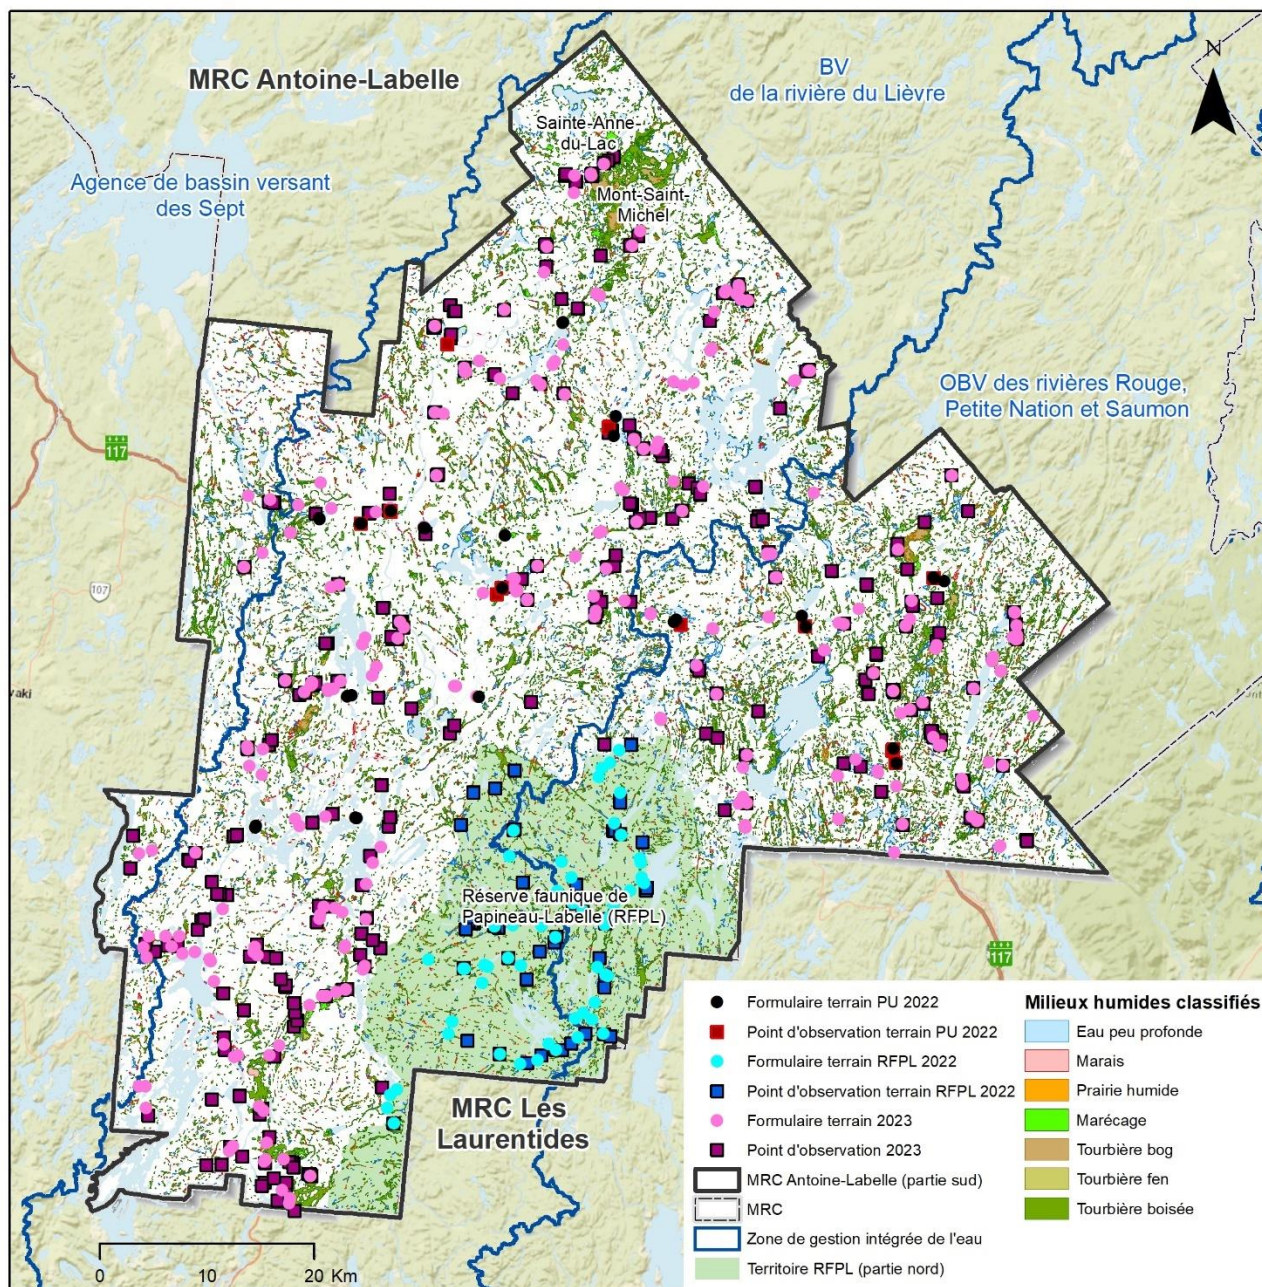 MRC Antoine-Labelle
BV
de la rivière du Lièvre
N
Sainte-Anne-
du-Lac
Mont-Saint-
Michel
Agence de bassin versant
des Sept
OBV des rivières Rouge,
Petite Nation et Saumon
117
107
vaki
Réserve faunique de
Papineau-Labelle (RFPL)
117
MRC Les
Laurentides
Formulaire terrain PU 2022
Point d'observation terrain PU 2022
Formulaire terrain RFPL 2022
Point d'observation terrain RFPL 2022
Formulaire terrain 2023
Point d'observation 2023
MRC Antoine-Labelle (partie sud)
MRC
Zone de gestion intégrée de l'eau
Territoire RFPL (partie nord)
Milieux humides classifiés
Eau peu profonde
Marais
Prairie humide
Marécage
Tourbière bog
Tourbière fen
Tourbière boisée
0 10 20 Km